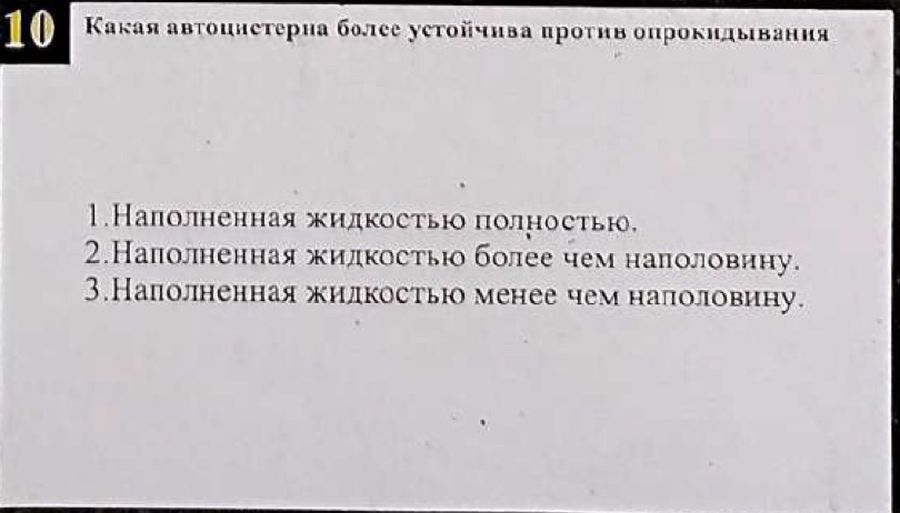 10
Какая автоцистерна более устойчива против опрокидывания
1.Наполненная жидкостью полностью.
2.Наполненная жидкостью более чем наполовину.
3.Наполненная жидкостью менее чем наполовину.